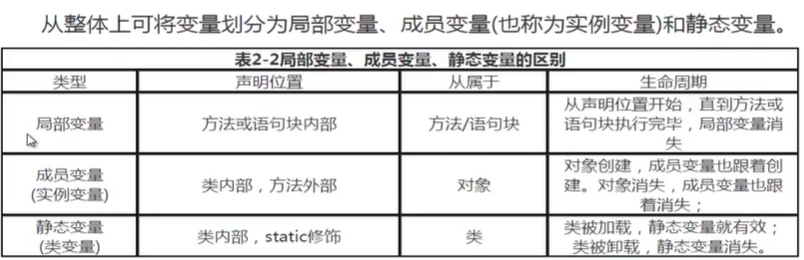 从整体上可将变量划分为局部变量、成员变量(也称为实例变量)和静态变量。
表2-2局部变量、成员变量、静态变量的区别
类型 声明位置 从属于 生命周期
局部变量 方法或语句块内部 方法/语句块 从声明位置开始，直到方法或
语句块执行完毕，局部变量消
失
成员变量
(实例变量) 类内部，方法外部 对象 对象创建，成员变量也跟着创
建。对象消失，成员变量也跟
着消失；
静态变量
(类变量) 类内部，static修饰 类 类被加载，静态变量就有效；
类被卸载，静态变量消失。